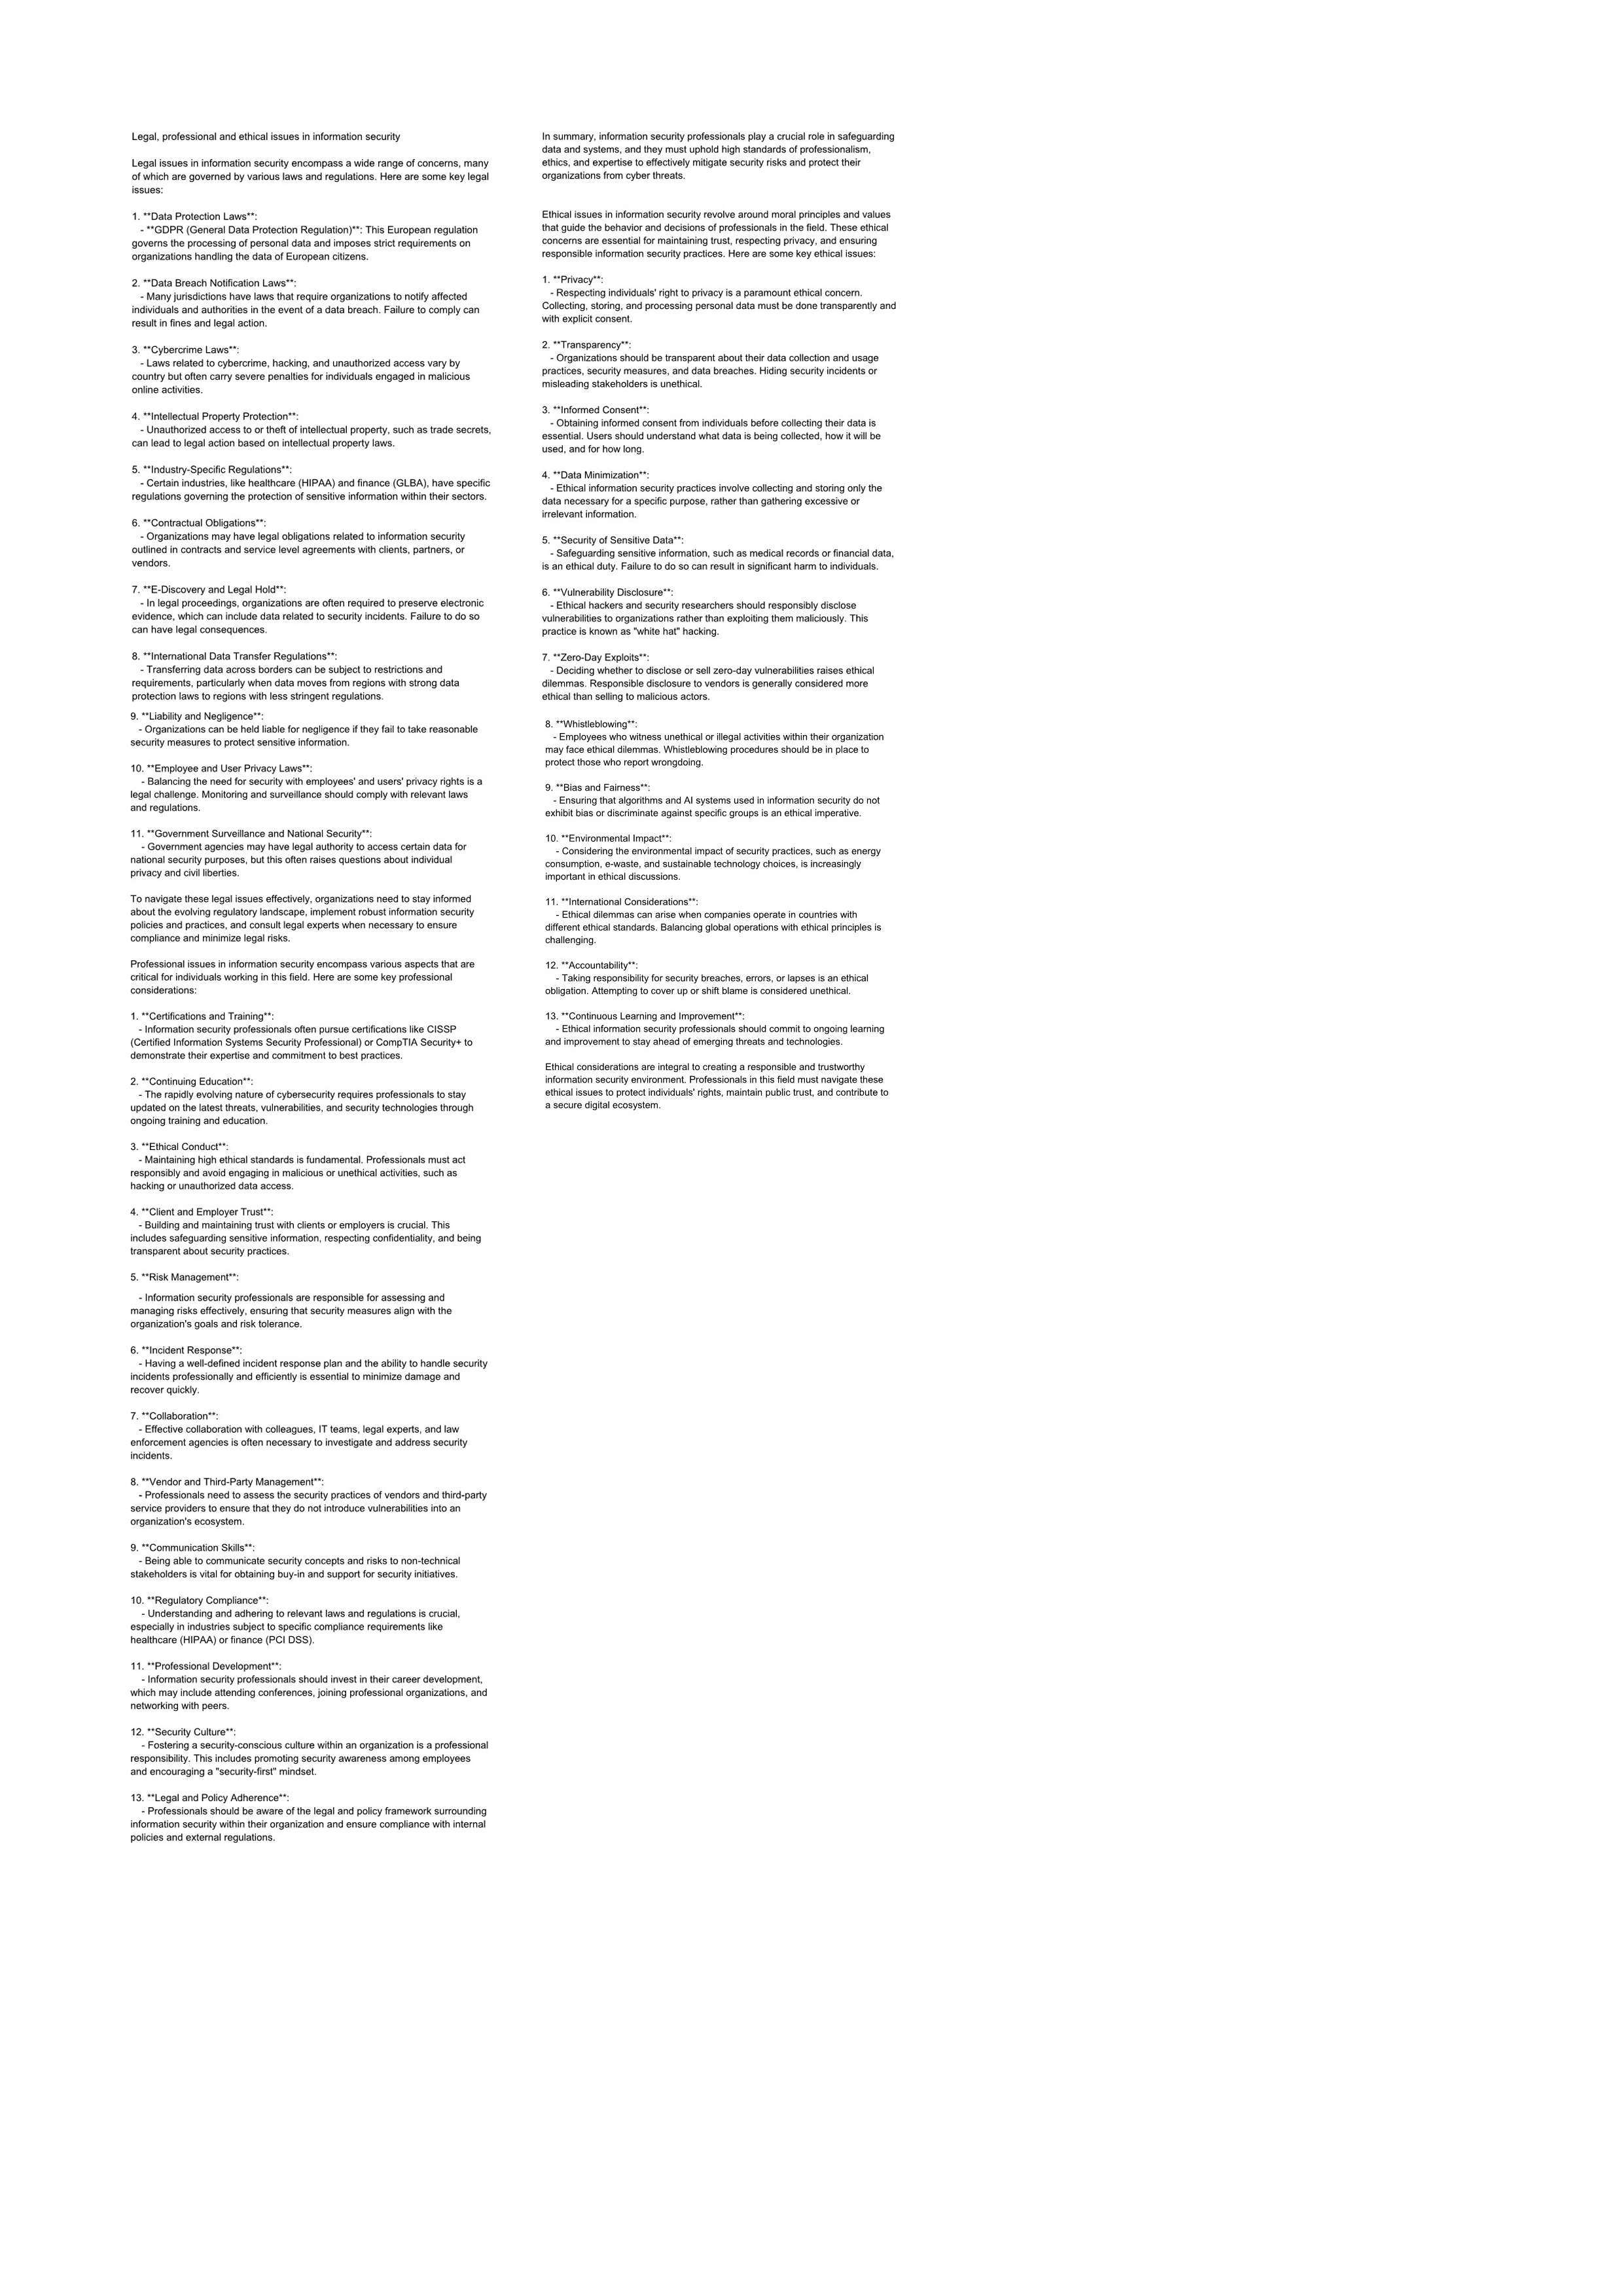 Legal, professional and ethical issues in information security
Legal issues in information security encompass a wide range of concerns, many
of which are governed by various laws and regulations. Here are some key legal
issues:
1. **Data Protection Laws**:
- **GDPR (General Data Protection Regulation)**: This European regulation
governs the processing of personal data and imposes strict requirements on
organizations handling the data of European citizens.
2. **Data Breach Notification Laws**:
- Many jurisdictions have laws that require organizations to notify affected
individuals and authorities in the event of a data breach. Failure to comply can
result in fines and legal action.
3. **Cybercrime Laws**:
- Laws related to cybercrime, hacking, and unauthorized access vary by
country but often carry severe penalties for individuals engaged in malicious
online activities.
4. **Intellectual Property Protection**:
- Unauthorized access to or theft of intellectual property, such as trade secrets,
can lead to legal action based on intellectual property laws.
5. **Industry-Specific Regulations**:
- Certain industries, like healthcare (HIPAA) and finance (GLBA), have specific
regulations governing the protection of sensitive information within their sectors.
6. **Contractual Obligations**:
- Organizations may have legal obligations related to information security
outlined in contracts and service level agreements with clients, partners, or
vendors.
7. **E-Discovery and Legal Hold**:
- In legal proceedings, organizations are often required to preserve electronic
evidence, which can include data related to security incidents. Failure to do so
can have legal consequences.
8. **International Data Transfer Regulations**:
- Transferring data across borders can be subject to restrictions and
requirements, particularly when data moves from regions with strong data
protection laws to regions with less stringent regulations.
9. **Liability and Negligence**:
- Organizations can be held liable for negligence if they fail to take reasonable
security measures to protect sensitive information.
10. **Employee and User Privacy Laws**:
- Balancing the need for security with employees' and users' privacy rights is a
legal challenge. Monitoring and surveillance should comply with relevant laws
and regulations.
11. **Government Surveillance and National Security**:
- Government agencies may have legal authority to access certain data for
national security purposes, but this often raises questions about individual
privacy and civil liberties.
To navigate these legal issues effectively, organizations need to stay informed
about the evolving regulatory landscape, implement robust information security
policies and practices, and consult legal experts when necessary to ensure
compliance and minimize legal risks.
Professional issues in information security encompass various aspects that are
critical for individuals working in this field. Here are some key professional
considerations:
1. **Certifications and Training**:
- Information security professionals often pursue certifications like CISSP
(Certified Information Systems Security Professional) or CompTIA Security+ to
demonstrate their expertise and commitment to best practices.
2. **Continuing Education**:
- The rapidly evolving nature of cybersecurity requires professionals to stay
updated on the latest threats, vulnerabilities, and security technologies through
ongoing training and education.
3. **Ethical Conduct**:
- Maintaining high ethical standards is fundamental. Professionals must act
responsibly and avoid engaging in malicious or unethical activities, such as
hacking or unauthorized data access.
4. **Client and Employer Trust**:
- Building and maintaining trust with clients or employers is crucial. This
includes safeguarding sensitive information, respecting confidentiality, and being
transparent about security practices.
5. **Risk Management**:
- Information security professionals are responsible for assessing and
managing risks effectively, ensuring that security measures align with the
organization's goals and risk tolerance.
6. **Incident Response**:
- Having a well-defined incident response plan and the ability to handle security
incidents professionally and efficiently is essential to minimize damage and
recover quickly.
7. **Collaboration**:
- Effective collaboration with colleagues, IT teams, legal experts, and law
enforcement agencies is often necessary to investigate and address security
incidents.
8. **Vendor and Third-Party Management**:
- Professionals need to assess the security practices of vendors and third-party
service providers to ensure that they do not introduce vulnerabilities into an
organization's ecosystem.
9. **Communication Skills**:
- Being able to communicate security concepts and risks to non-technical
stakeholders is vital for obtaining buy-in and support for security initiatives.
10. **Regulatory Compliance**:
- Understanding and adhering to relevant laws and regulations is crucial,
especially in industries subject to specific compliance requirements like
healthcare (HIPAA) or finance (PCI DSS).
11. **Professional Development**:
- Information security professionals should invest in their career development,
which may include attending conferences, joining professional organizations, and
networking with peers.
12. **Security Culture**:
- Fostering a security-conscious culture within an organization is a professional
responsibility. This includes promoting security awareness among employees
and encouraging a "security-first" mindset.
13. **Legal and Policy Adherence**:
- Professionals should be aware of the legal and policy framework surrounding
information security within their organization and ensure compliance with internal
policies and external regulations.
In summary, information security professionals play a crucial role in safeguarding
data and systems, and they must uphold high standards of professionalism,
ethics, and expertise to effectively mitigate security risks and protect their
organizations from cyber threats.
Ethical issues in information security revolve around moral principles and values
that guide the behavior and decisions of professionals in the field. These ethical
concerns are essential for maintaining trust, respecting privacy, and ensuring
responsible information security practices. Here are some key ethical issues:
1. **Privacy**:
- Respecting individuals' right to privacy is a paramount ethical concern.
Collecting, storing, and processing personal data must be done transparently and
with explicit consent.
2. **Transparency**:
- Organizations should be transparent about their data collection and usage
practices, security measures, and data breaches. Hiding security incidents or
misleading stakeholders is unethical.
3. **Informed Consent**:
- Obtaining informed consent from individuals before collecting their data is
essential. Users should understand what data is being collected, how it will be
used, and for how long.
4. **Data Minimization**:
- Ethical information security practices involve collecting and storing only the
data necessary for a specific purpose, rather than gathering excessive or
irrelevant information.
5. **Security of Sensitive Data**:
- Safeguarding sensitive information, such as medical records or financial data,
is an ethical duty. Failure to do so can result in significant harm to individuals.
6. **Vulnerability Disclosure**:
- Ethical hackers and security researchers should responsibly disclose
vulnerabilities to organizations rather than exploiting them maliciously. This
practice is known as "white hat" hacking.
7. **Zero-Day Exploits**:
- Deciding whether to disclose or sell zero-day vulnerabilities raises ethical
dilemmas. Responsible disclosure to vendors is generally considered more
ethical than selling to malicious actors.
8. **Whistleblowing**:
- Employees who witness unethical or illegal activities within their organization
may face ethical dilemmas. Whistleblowing procedures should be in place to
protect those who report wrongdoing.
9. **Bias and Fairness**:
- Ensuring that algorithms and AI systems used in information security do not
exhibit bias or discriminate against specific groups is an ethical imperative.
10. **Environmental Impact**:
- Considering the environmental impact of security practices, such as energy
consumption, e-waste, and sustainable technology choices, is increasingly
important in ethical discussions.
11. **International Considerations**:
- Ethical dilemmas can arise when companies operate in countries with
different ethical standards. Balancing global operations with ethical principles is
challenging.
12. **Accountability**:
- Taking responsibility for security breaches, errors, or lapses is an ethical
obligation. Attempting to cover up or shift blame is considered unethical.
13. **Continuous Learning and Improvement**:
- Ethical information security professionals should commit to ongoing learning
and improvement to stay ahead of emerging threats and technologies.
Ethical considerations are integral to creating a responsible and trustworthy
information security environment. Professionals in this field must navigate these
ethical issues to protect individuals' rights, maintain public trust, and contribute to
a secure digital ecosystem.